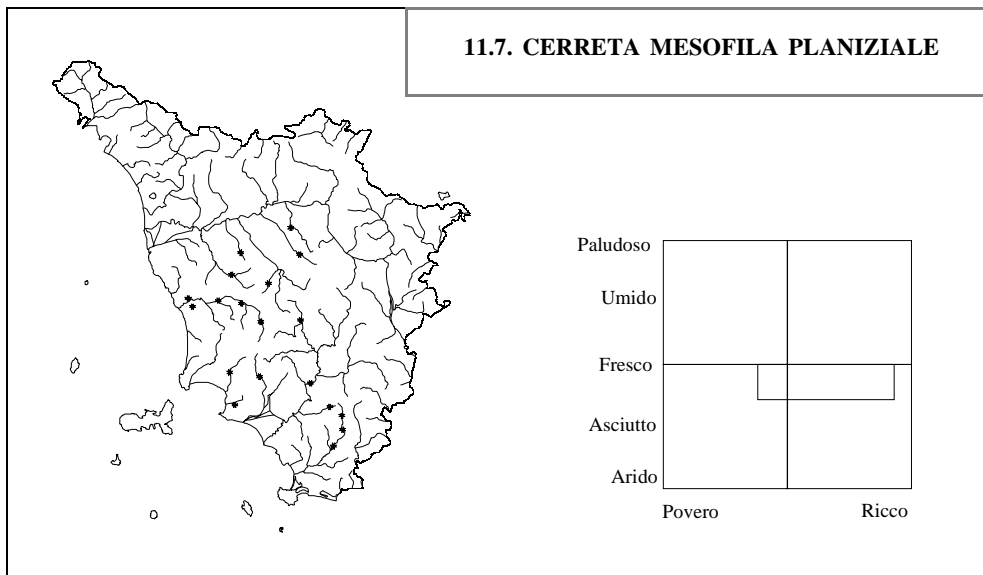 11.7. CERRETA MESOFILA PLANIZIALE
Paludoso
Umido
Fresco
Asciutto
Arido
Povero Ricco